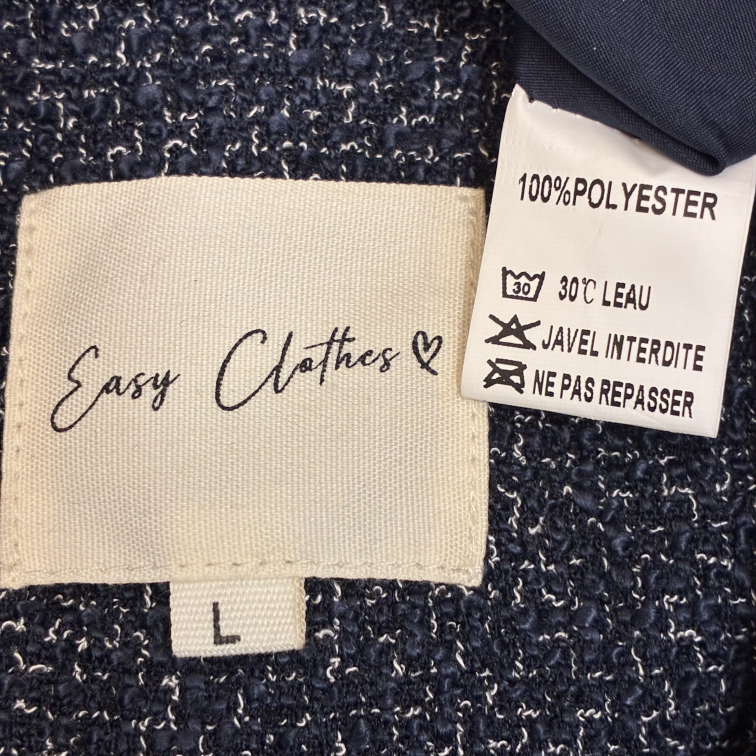 100%POLYESTER
30 30℃ LEAU
JAVEL INTERDITE
NE PAS REPASSER
Easy Clothes
L